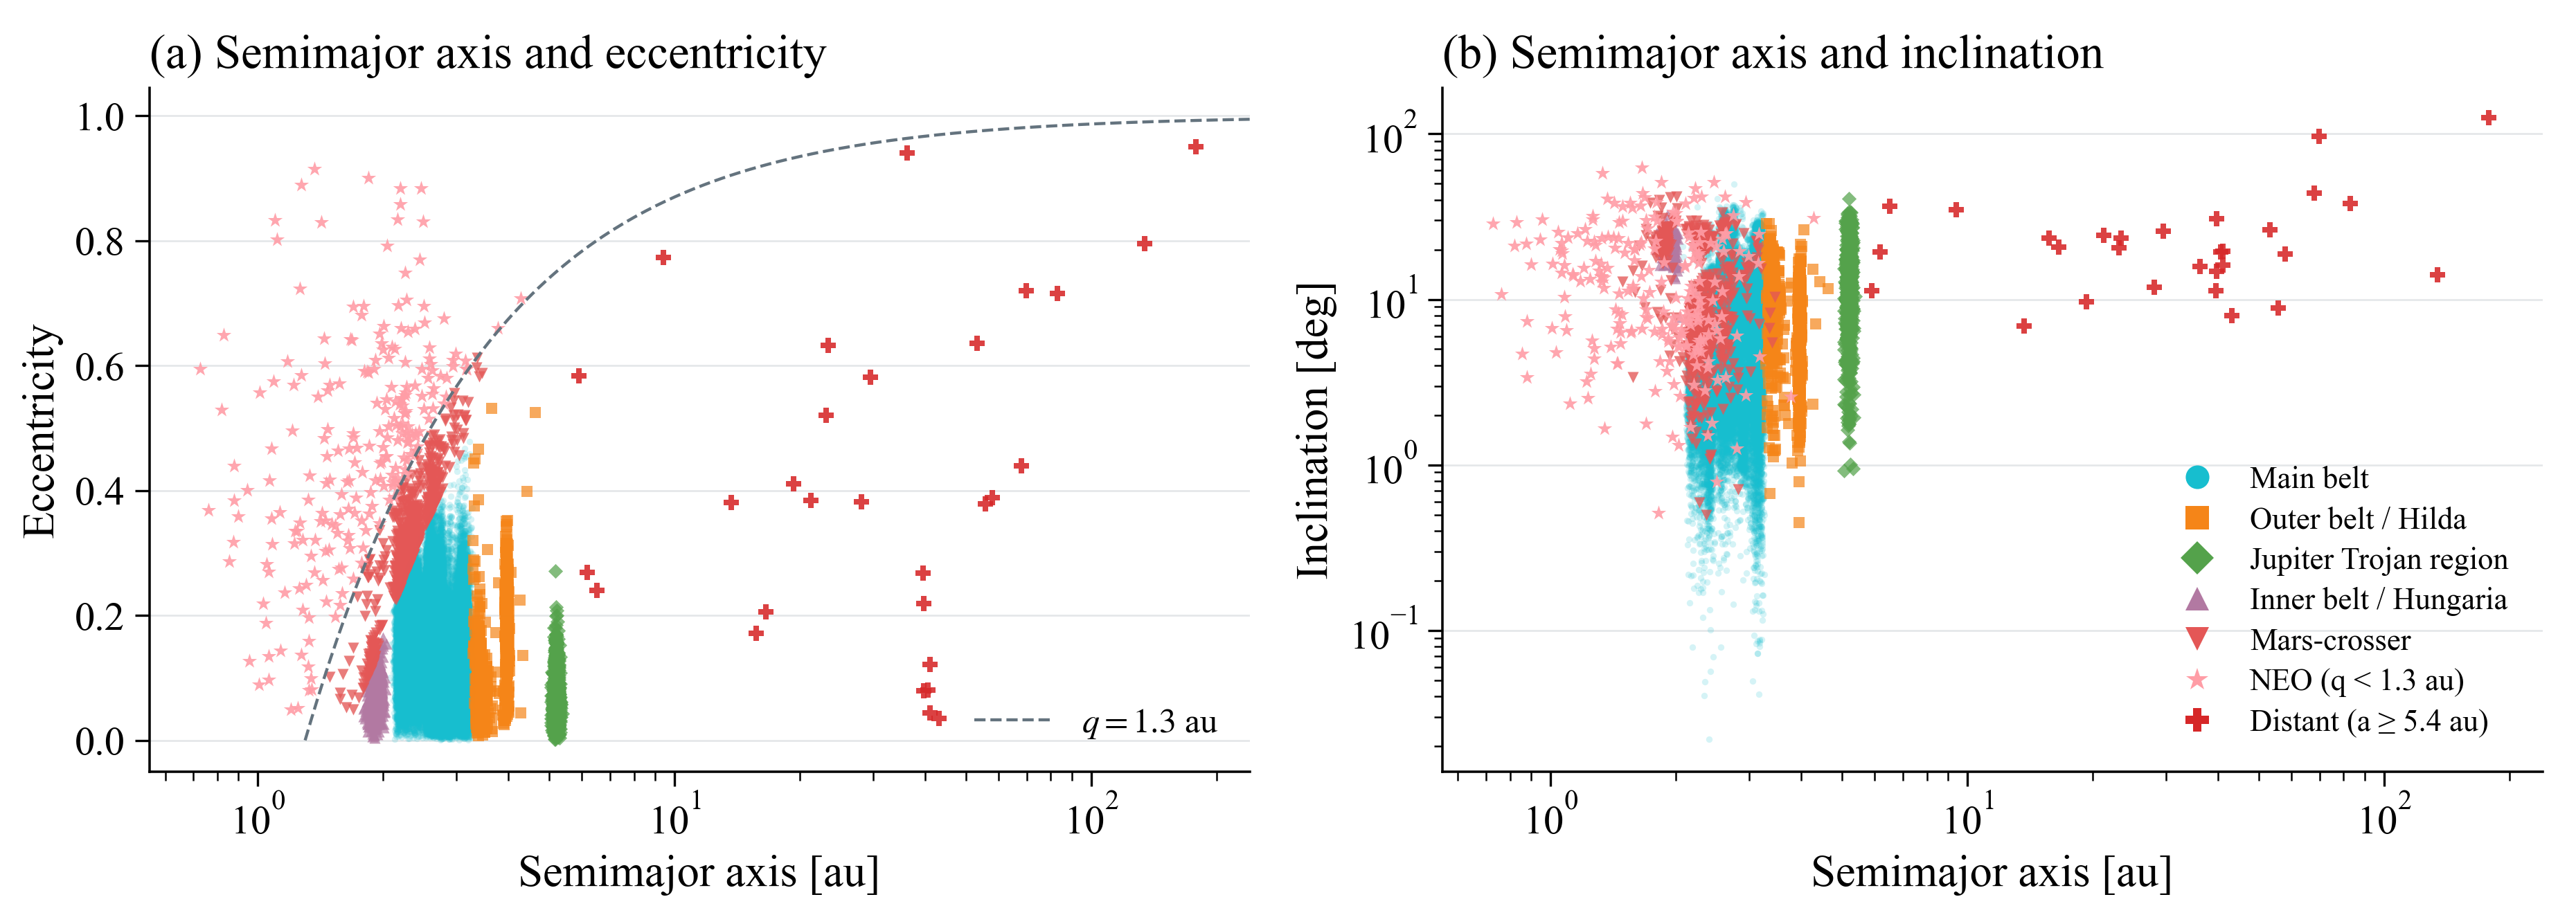 (a) Semimajor axis and eccentricity
Eccentricity
1.0
0.8
0.6
0.4
0.2
0.0
q = 1.3 au
10^0
10^1
10^2
Semimajor axis [au]
(b) Semimajor axis and inclination
Inclination [deg]
10^2
10^1
10^0
10^−1
Main belt
Outer belt / Hilda
Jupiter Trojan region
Inner belt / Hungaria
Mars-crosser
NEO (q < 1.3 au)
Distant (a ≥ 5.4 au)
10^0
10^1
10^2
Semimajor axis [au]